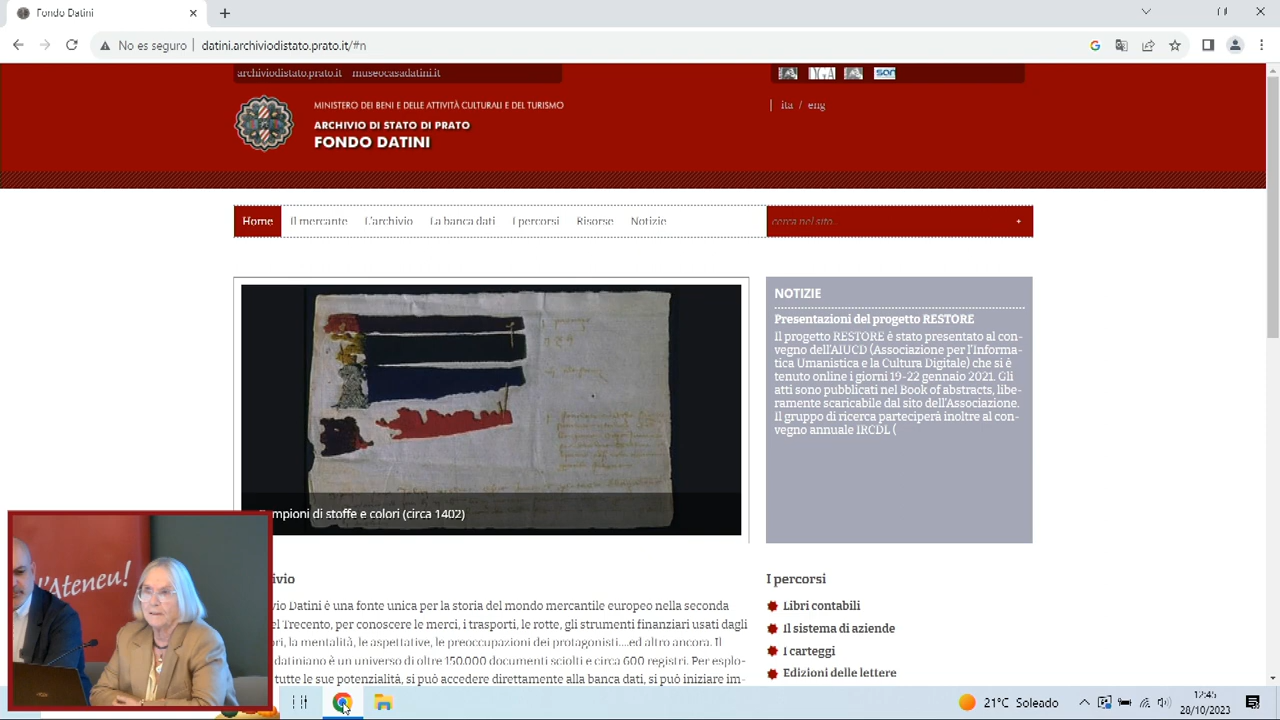 Fondo Datini
No es seguro
datini.archiviodistato.prato.it/#n
archiviodistato.prato.it museocasadatini.it
ita / eng
MINISTERO DEI BENI E DELLE ATTIVITÀ CULTURALI E DEL TURISMO
ARCHIVIO DI STATO DI PRATO
FONDO DATINI
Home Il mercante L'archivio La banca dati I percorsi Risorse Notizie
cerca nel sito...
NOTIZIE
Presentazioni del progetto RESTORE
Il progetto RESTORE è stato presentato al con-
vegno dell'AIUCD (Associazione per l'Informa-
tica Umanistica e la Cultura Digitale) che si è
tenuto online i giorni 19-22 gennaio 2021. Gli
atti sono pubblicati nel Book of abstracts, libe-
ramente scaricabile dal sito dell'Associazione.
Il gruppo di ricerca parteciperà inoltre al con-
vegno annuale IRCDL (
mpioni di stoffe e colori (circa 1402)
ivio
io Datini è una fonte unica per la storia del mondo mercantile europeo nella seconda
el Trecento, per conoscere le merci, i trasporti, le rotte, gli strumenti finanziari usati dagli
ori, la mentalità, le aspettative, le preoccupazioni dei protagonisti....ed altro ancora. Il
datiniano è un universo di oltre 150.000 documenti sciolti e circa 600 registri. Per esplo-
tutte le sue potenzialità, si può accedere direttamente alla banca dati, si può iniziare im-
I percorsi
Libri contabili
Il sistema di aziende
I carteggi
Edizioni delle lettere
l'Ateneu!
21°C Soleado
12:45
28/10/2023